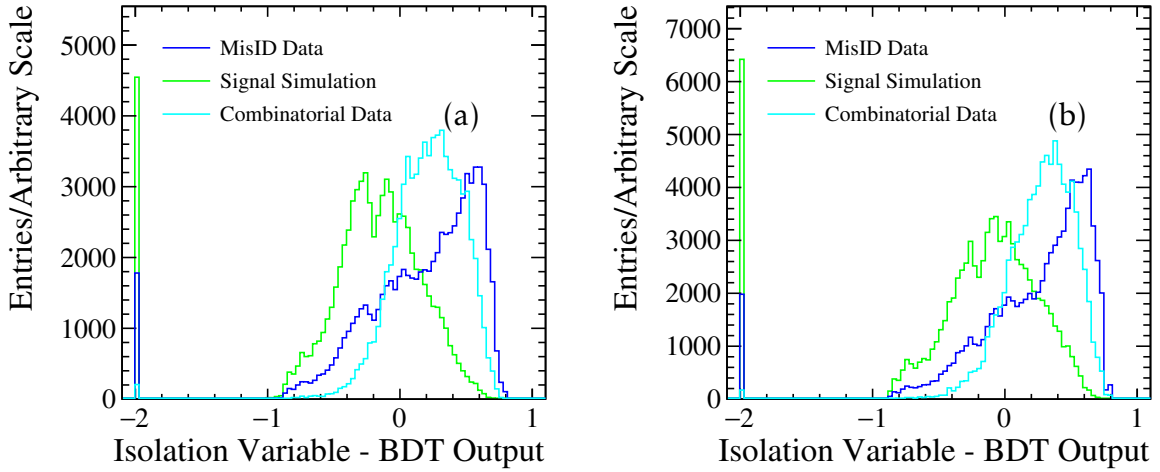 Entries/Arbitrary Scale
5000
4000
3000
2000
1000
0
MisID Data
Signal Simulation
Combinatorial Data
(a)
−2 −1 0 1
Isolation Variable - BDT Output
Entries/Arbitrary Scale
7000
6000
5000
4000
3000
2000
1000
0
MisID Data
Signal Simulation
Combinatorial Data
(b)
−2 −1 0 1
Isolation Variable - BDT Output